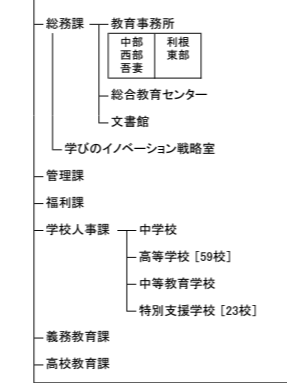 総務課 教育事務所
中部 利根
西部 東部
吾妻
総合教育センター
文書館
学びのイノベーション戦略室
管理課
福利課
学校人事課 中学校
高等学校 [59校]
中等教育学校
特別支援学校 [23校]
義務教育課
高校教育課